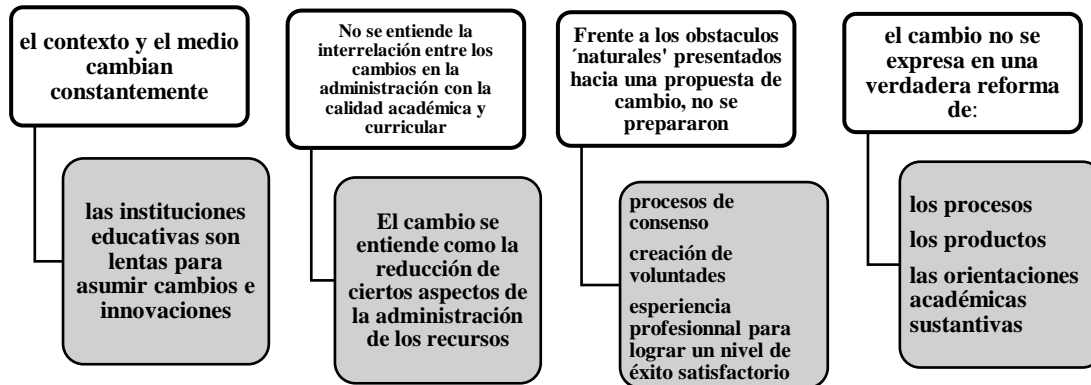 el contexto y el medio
cambian
constantemente
las instituciones
educativas son
lentas para
asumir cambios e
innovaciones
No se entiende la
interrelación entre los
cambios en la
administración con la
calidad académica y
curricular
El cambio se
entiende como la
reducción de
ciertos aspectos de
la administración
de los recursos
Frente a los obstaculos
´naturales' presentados
hacia una propuesta de
cambio, no se
prepararon
procesos de
consenso
creación de
voluntades
esperiencia
profesionnal para
lograr un nivel de
éxito satisfactorio
el cambio no se
expresa en una
verdadera reforma
de:
los procesos
los productos
las orientaciones
académicas
sustantivas